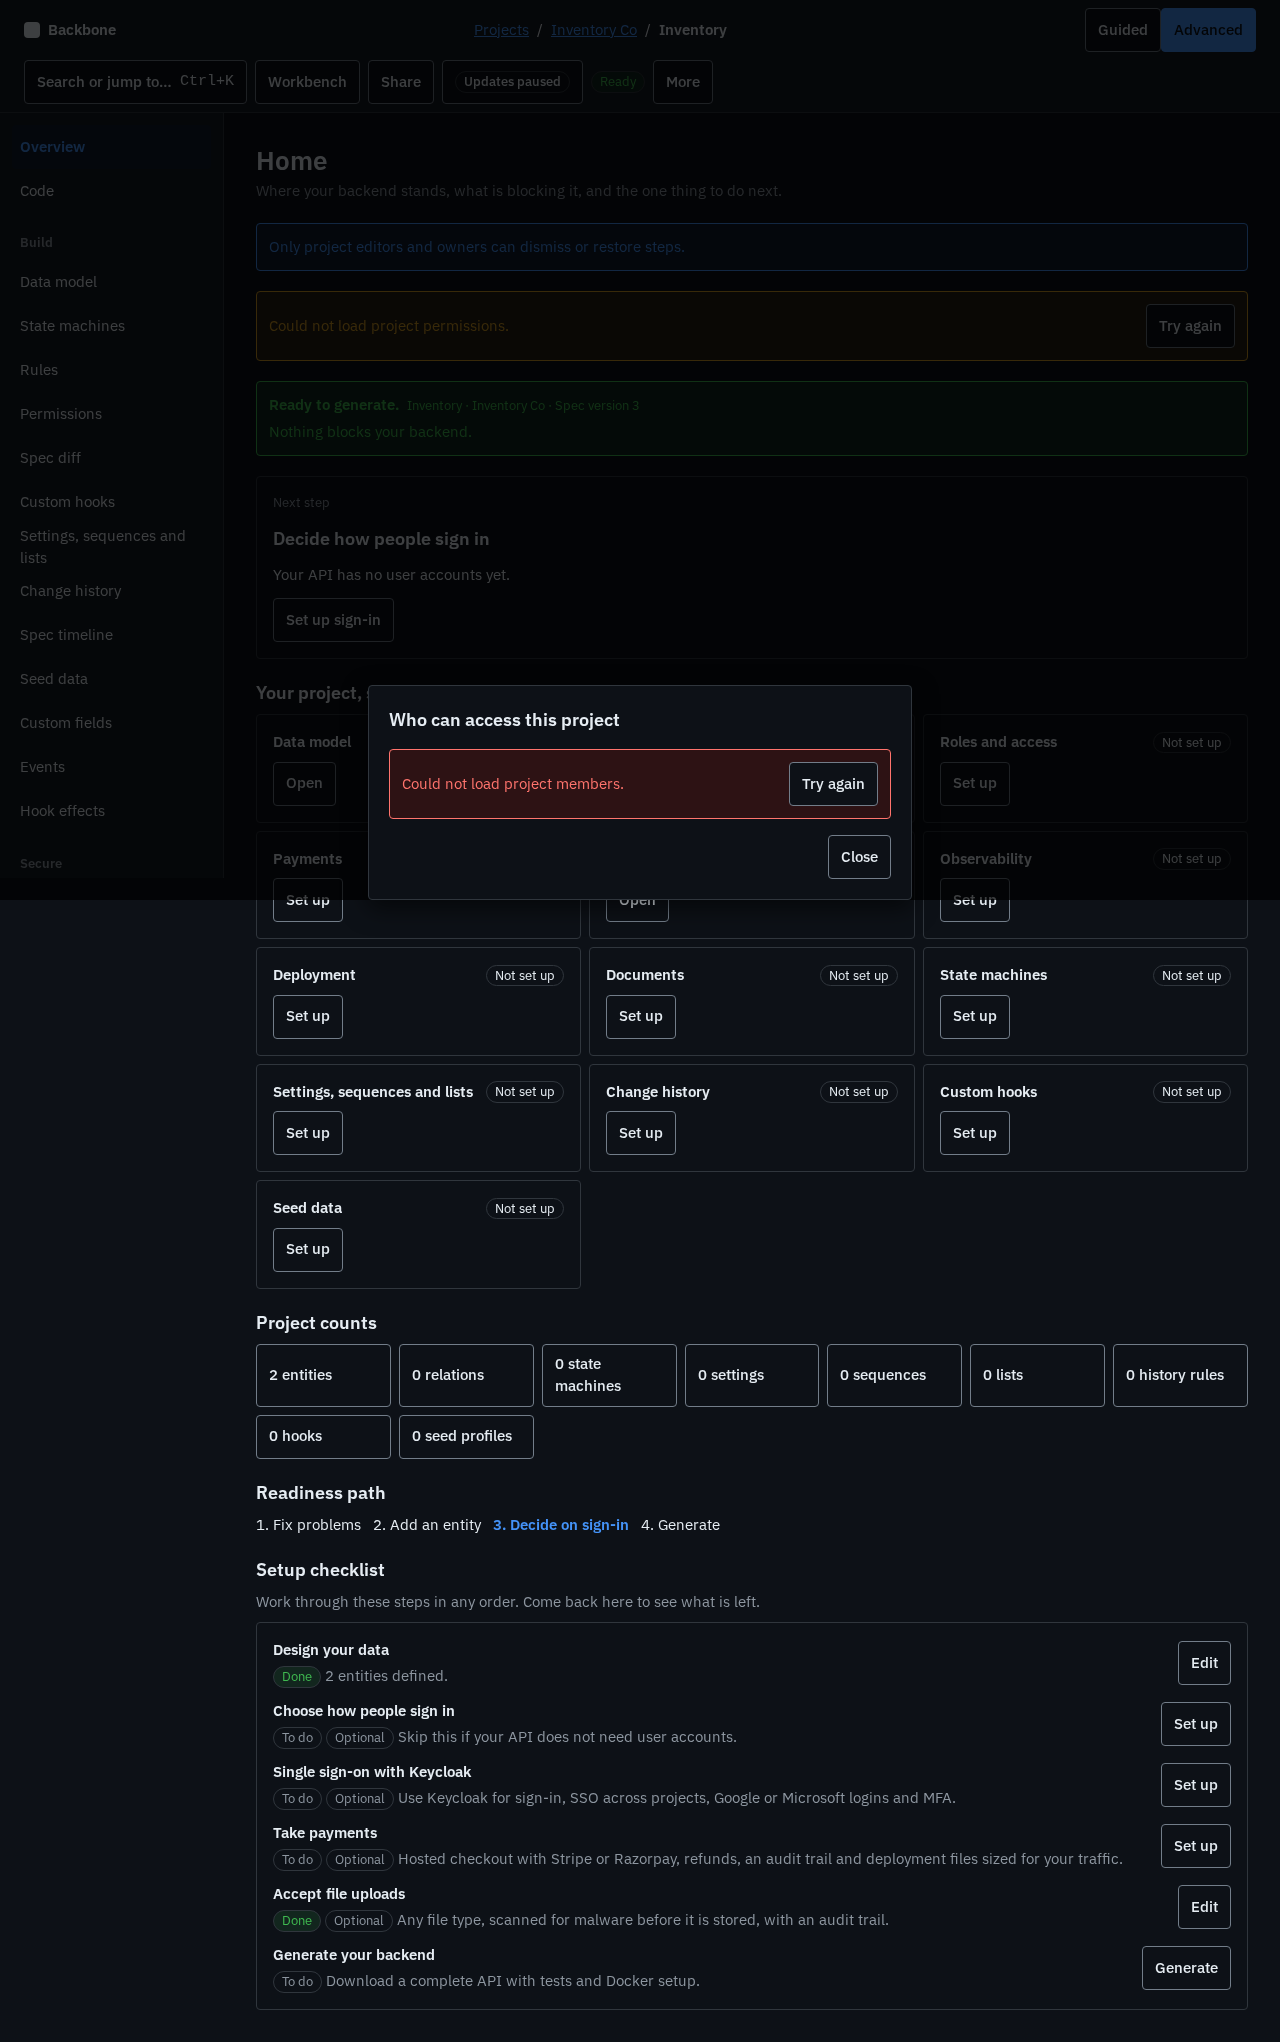 Backbone
Projects / Inventory Co / Inventory
Guided
Advanced
Search or jump to... Ctrl+K
Workbench
Share
Updates paused
Ready
More
Overview
Code
Build
Data model
State machines
Rules
Permissions
Spec diff
Custom hooks
Settings, sequences and
lists
Change history
Spec timeline
Seed data
Custom fields
Events
Hook effects
Secure
Home
Where your backend stands, what is blocking it, and the one thing to do next.
Only project editors and owners can dismiss or restore steps.
Could not load project permissions.
Try again
Ready to generate. Inventory · Inventory Co · Spec version 3
Nothing blocks your backend.
Next step
Decide how people sign in
Your API has no user accounts yet.
Set up sign-in
Your project,
Data model
Open
Roles and access
Not set up
Set up
Who can access this project
Could not load project members.
Try again
Close
Payments
Set up
Open
Observability
Not set up
Set up
Deployment
Not set up
Set up
Documents
Not set up
Set up
State machines
Not set up
Set up
Settings, sequences and lists
Not set up
Set up
Change history
Not set up
Set up
Custom hooks
Not set up
Set up
Seed data
Not set up
Set up
Project counts
2 entities
0 relations
0 state
machines
0 settings
0 sequences
0 lists
0 history rules
0 hooks
0 seed profiles
Readiness path
1. Fix problems 2. Add an entity 3. Decide on sign-in 4. Generate
Setup checklist
Work through these steps in any order. Come back here to see what is left.
Design your data
Done 2 entities defined.
Edit
Choose how people sign in
To do Optional Skip this if your API does not need user accounts.
Set up
Single sign-on with Keycloak
To do Optional Use Keycloak for sign-in, SSO across projects, Google or Microsoft logins and MFA.
Set up
Take payments
To do Optional Hosted checkout with Stripe or Razorpay, refunds, an audit trail and deployment files sized for your traffic.
Set up
Accept file uploads
Done Optional Any file type, scanned for malware before it is stored, with an audit trail.
Edit
Generate your backend
To do Download a complete API with tests and Docker setup.
Generate